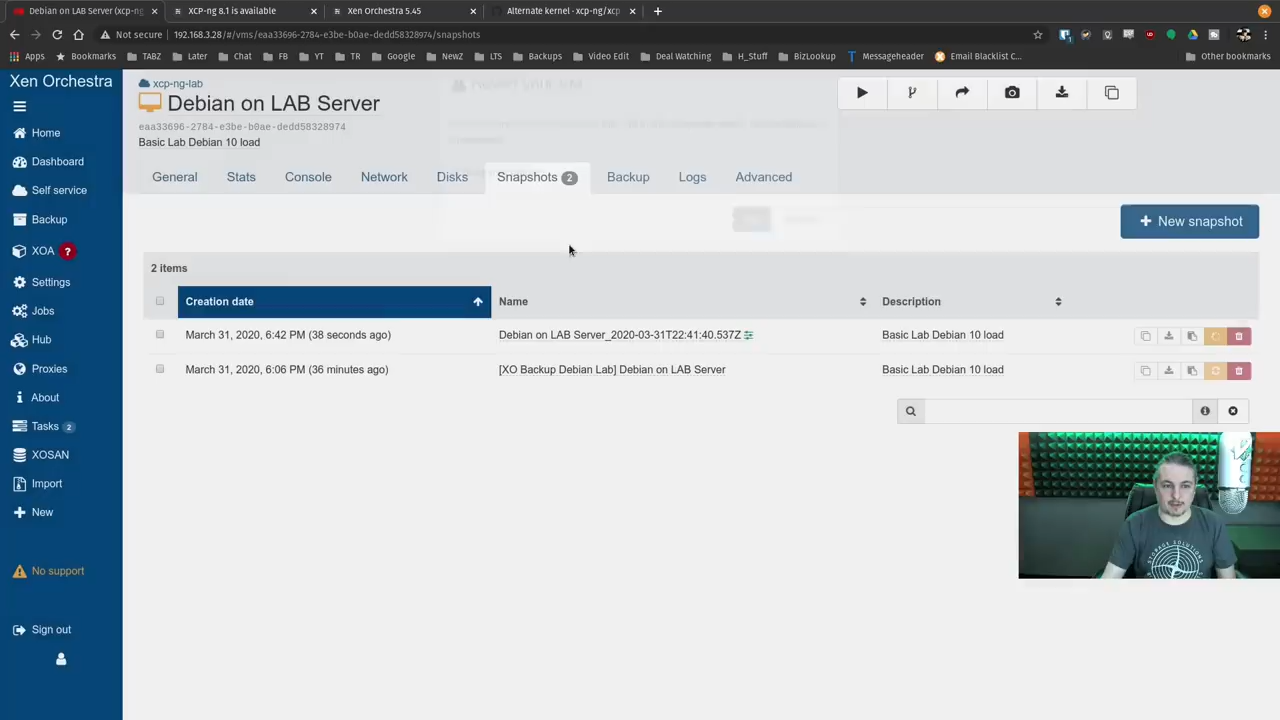 Debian on LAB Server (xcp-n
XCP-ng 8.1 is available
Xen Orchestra 5.45
Alternate kernel - xcp-ng/xcp
Not secure
192.168.3.28/#/vms/eaa33696-2784-e3be-b0ae-dedd58328974/snapshots
Apps
Bookmarks
TABZ
Later
Chat
FB
YT
TR
Google
NewZ
LTS
Backups
Video Edit
Deal Watching
H_Stuff
BizLookup
Messageheader
Email Blacklist C...
Other bookmarks
Xen Orchestra
Home
Dashboard
Self service
Backup
XOA ?
Settings
Jobs
Hub
Proxies
About
Tasks 2
XOSAN
Import
New
No support
Sign out
xcp-ng-lab
Debian on LAB Server
eaa33696-2784-e3be-b0ae-dedd58328974
Basic Lab Debian 10 load
General
Stats
Console
Network
Disks
Snapshots 2
Backup
Logs
Advanced
+ New snapshot
2 items
Creation date
Name
Description
March 31, 2020, 6:42 PM (38 seconds ago)
Debian on LAB Server_2020-03-31T22:41:40.537Z
Basic Lab Debian 10 load
March 31, 2020, 6:06 PM (36 minutes ago)
[XO Backup Debian Lab] Debian on LAB Server
Basic Lab Debian 10 load